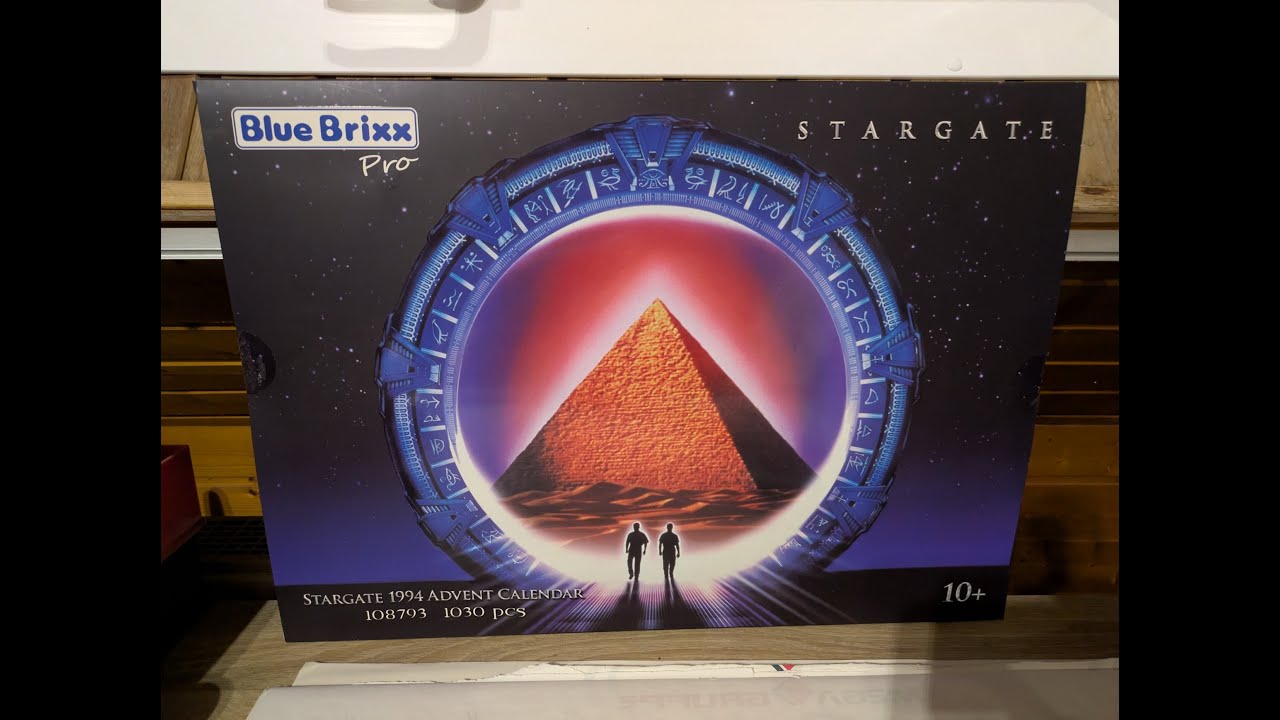 Blue Brixx
Pro
STARGATE
STARGATE 1994 ADVENT CALENDAR
108793 1030 pcs
10+